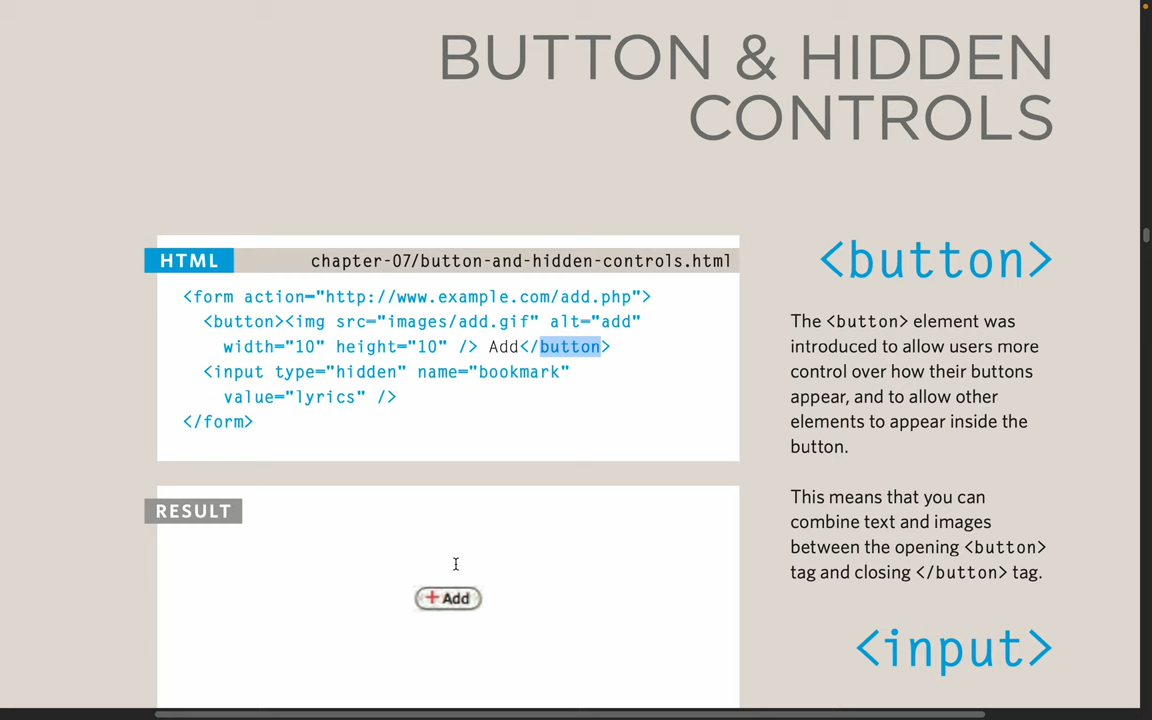 BUTTON & HIDDEN
CONTROLS
HTML
chapter-07/button-and-hidden-controls.html
<form action="http://www.example.com/add.php">
<button><img src="images/add.gif" alt="add"
width="10" height="10" /> Add</button>
<input type="hidden" name="bookmark"
value="lyrics" />
</form>
RESULT
+ Add
<button>
The <button> element was
introduced to allow users more
control over how their buttons
appear, and to allow other
elements to appear inside the
button.
This means that you can
combine text and images
between the opening <button>
tag and closing </button> tag.
<input>